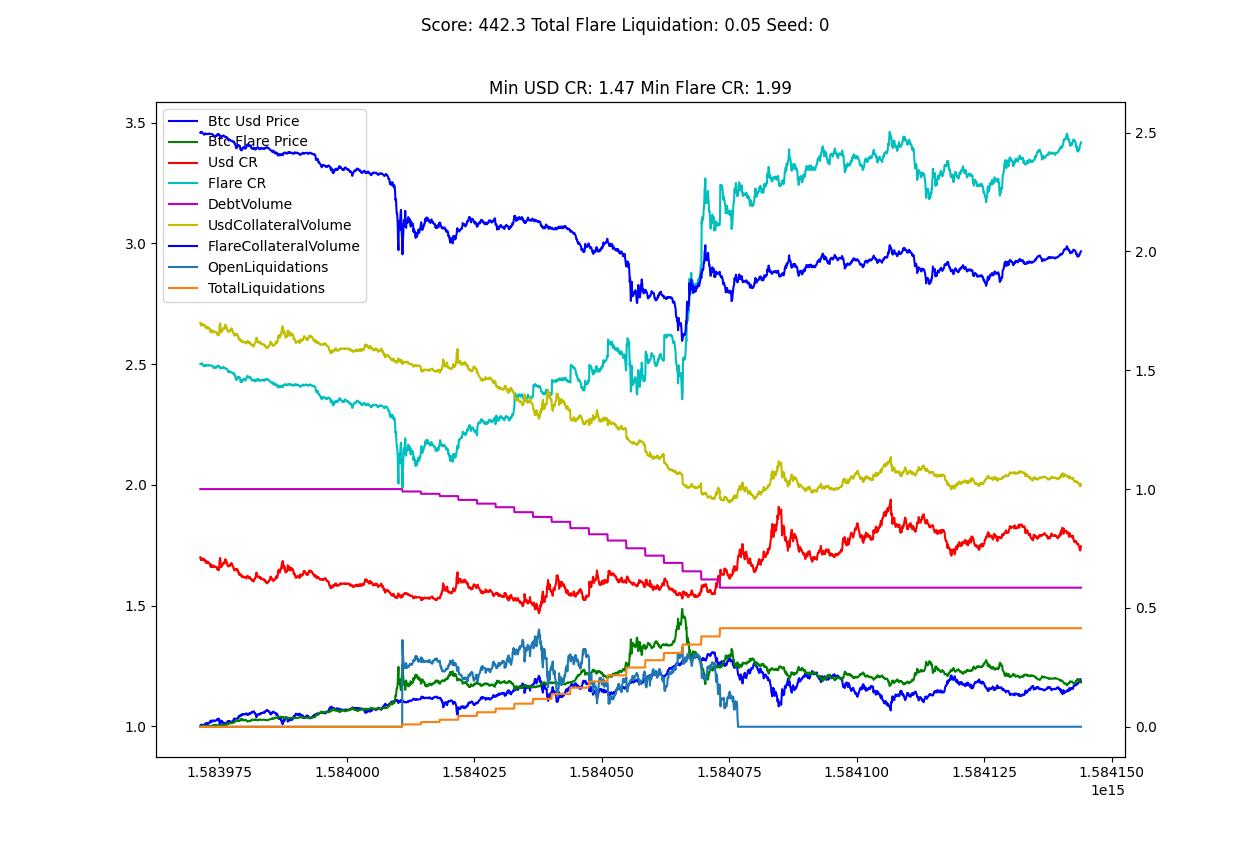 Score: 442.3 Total Flare Liquidation: 0.05 Seed: 0
Min USD CR: 1.47 Min Flare CR: 1.99
Btc Usd Price
Btc Flare Price
Usd CR
Flare CR
DebtVolume
UsdCollateralVolume
FlareCollateralVolume
OpenLiquidations
TotalLiquidations
3.5
3.0
2.5
2.0
1.5
1.0
2.5
2.0
1.5
1.0
0.5
0.0
1.583975 1.584000 1.584025 1.584050 1.584075 1.584100 1.584125 1.584150
1e15